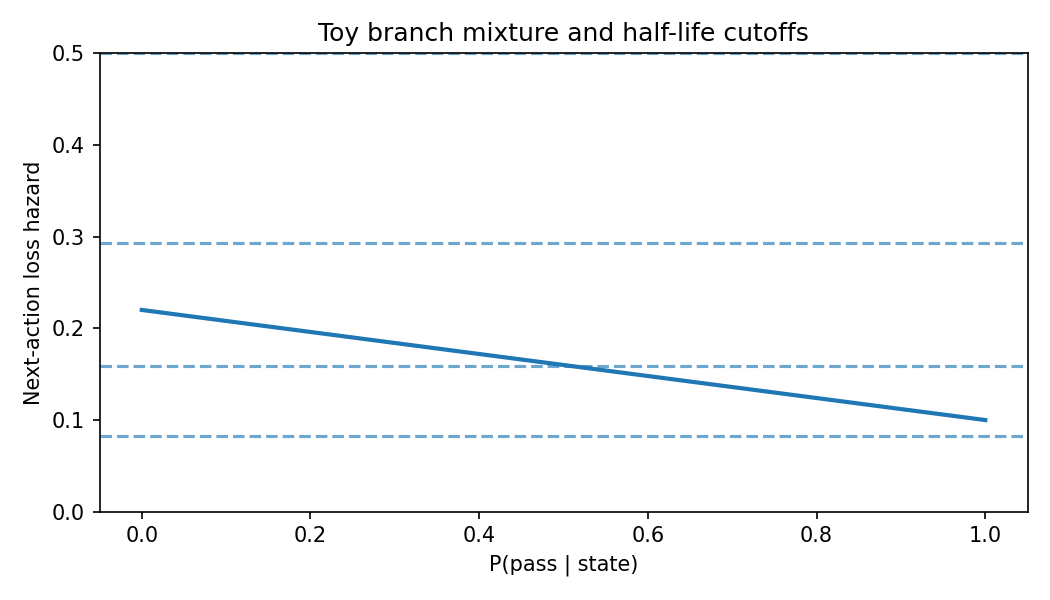 Toy branch mixture and half-life cutoffs
0.5
0.4
0.3
0.2
0.1
0.0
Next-action loss hazard
0.0 0.2 0.4 0.6 0.8 1.0
P(pass | state)